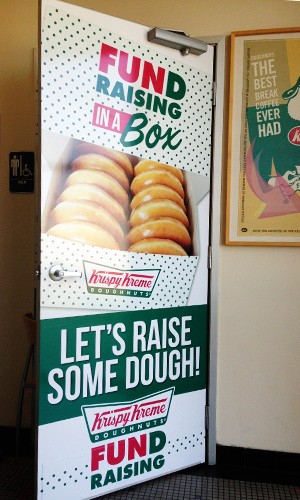 FUND
RAISING
IN A Box
Krispy Kreme
DOUGHNUTS
LET'S RAISE
SOME DOUGH!
Krispy Kreme
DOUGHNUTS
FUND
RAISING
THE
BEST
BREAK
COFFEE
EVER
HAD